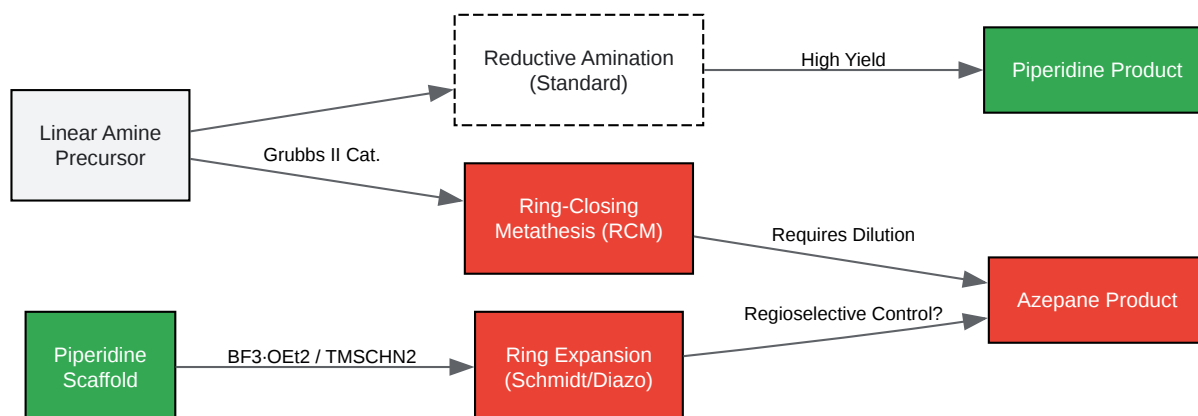 Reductive Amination
(Standard)
High Yield
Piperidine Product
Linear Amine
Precursor
Grubbs II Cat.
Ring-Closing
Metathesis (RCM)
Requires Dilution
Azepane Product
Regioselective Control?
Piperidine
Scaffold
BF3·OEt2 / TMSCHN2
Ring Expansion
(Schmidt/Diazo)